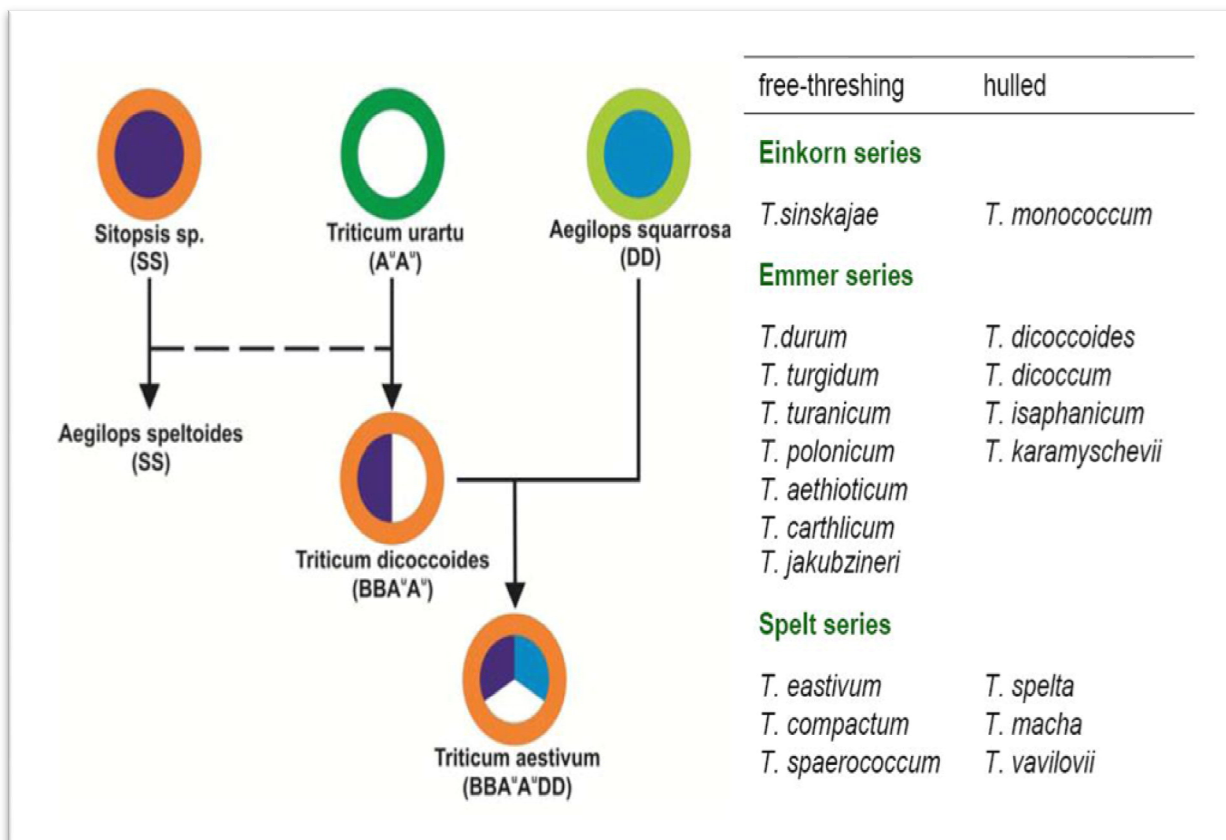 Sitopsis sp.
(SS)
Triticum urartu
(AᵘAᵘ)
Aegilops squarrosa
(DD)
Aegilops speltoides
(SS)
Triticum dicoccoides
(BBAᵘAᵘ)
Triticum aestivum
(BBAᵘAᵘDD)
free-threshing hulled
Einkorn series
T.sinskajae T. monococcum
Emmer series
T.durum T. dicoccoides
T. turgidum T. dicoccum
T. turanicum T. isaphanicum
T. polonicum T. karamyschevii
T. aethioticum
T. carthlicum
T. jakubzineri
Spelt series
T. eastivum T. spelta
T. compactum T. macha
T. spaerococcum T. vavilovii